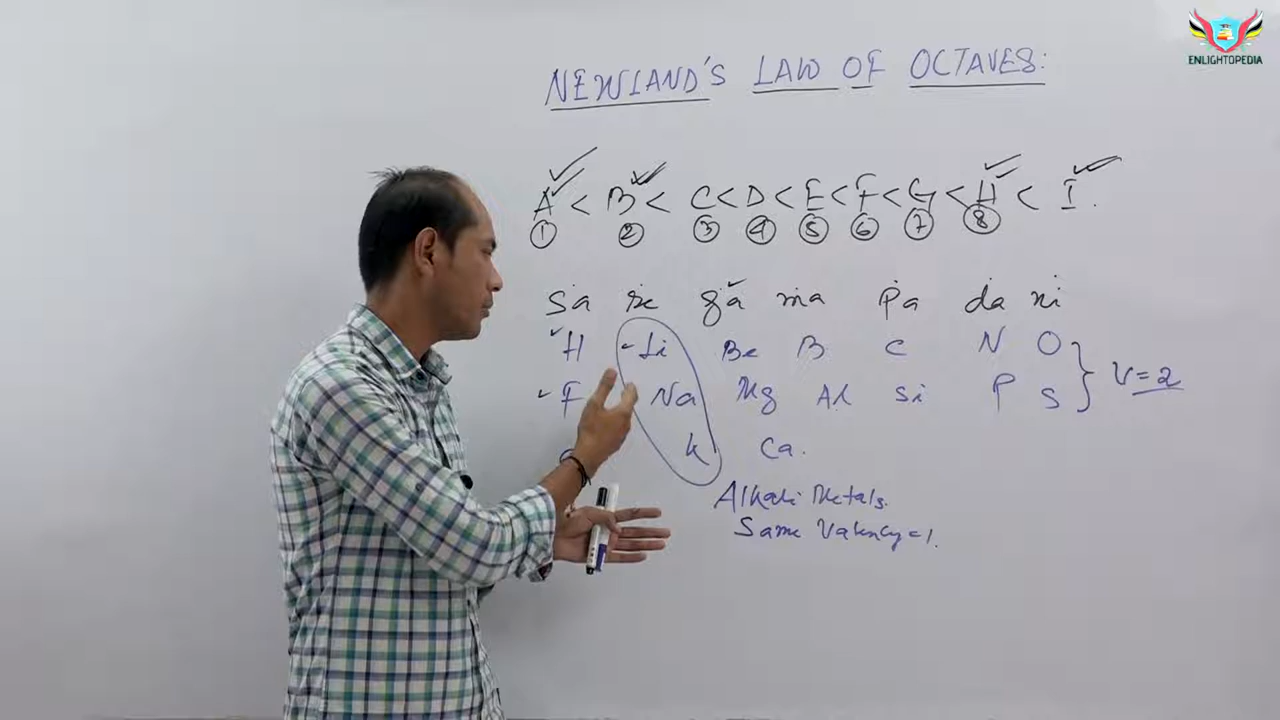 ENLIGHTOPEDIA
NEWLAND'S LAW OF OCTAVES:
A < B < C < D < E < F < G < H < I.
1 2 3 4 5 6 7 8
Sa re ga ma Pa da ni
H Li Be B C N O
F Na Mg Al Si P S V=2
K Ca.
Alkali Metals.
Same Valency=1.